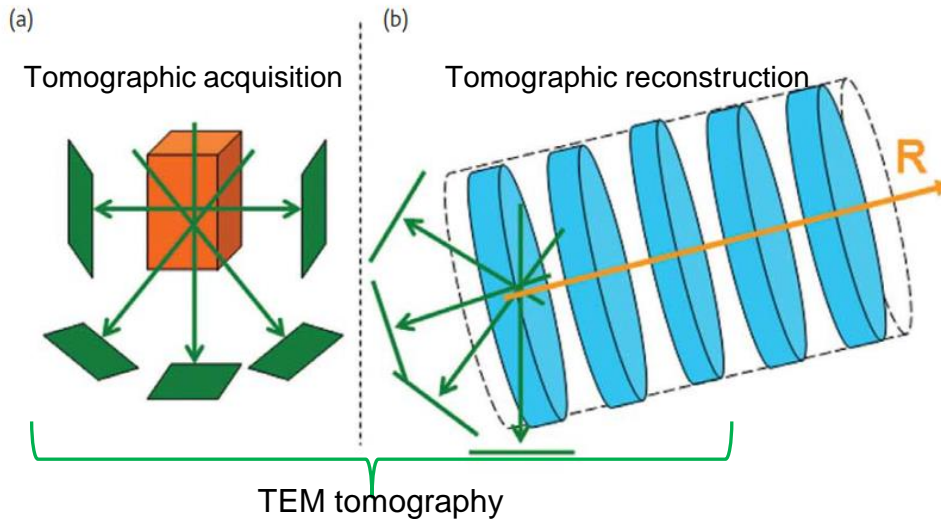 (a)
Tomographic acquisition
(b)
Tomographic reconstruction
R
TEM tomography